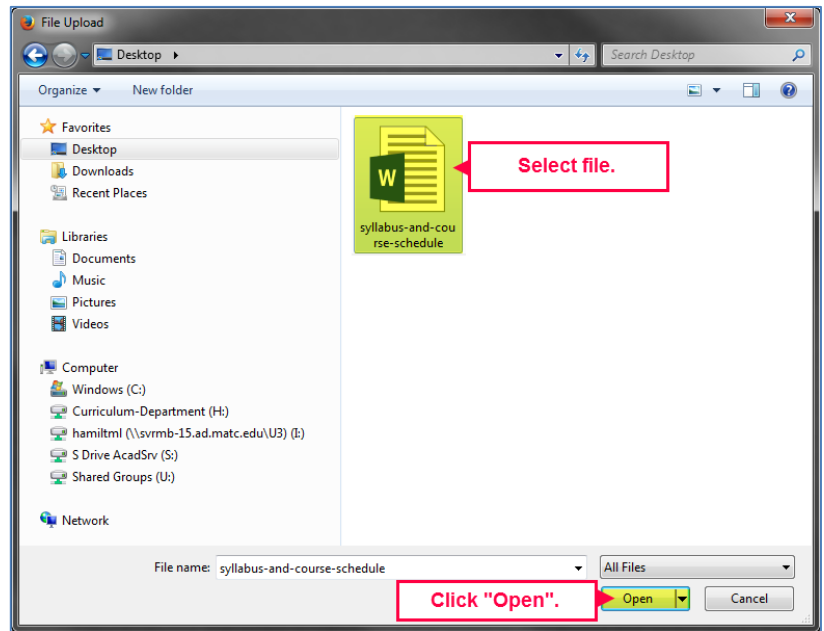 File Upload
Desktop
Search Desktop
Organize
New folder
Favorites
Desktop
Downloads
Recent Places
Libraries
Documents
Music
Pictures
Videos
Computer
Windows (C:)
Curriculum-Department (H:)
hamiltml (\\svrmb-15.ad.matc.edu\U3) (I:)
S Drive AcadSrv (S:)
Shared Groups (U:)
Network
W
syllabus-and-cou
rse-schedule
Select file.
File name: syllabus-and-course-schedule
All Files
Click "Open".
Open
Cancel